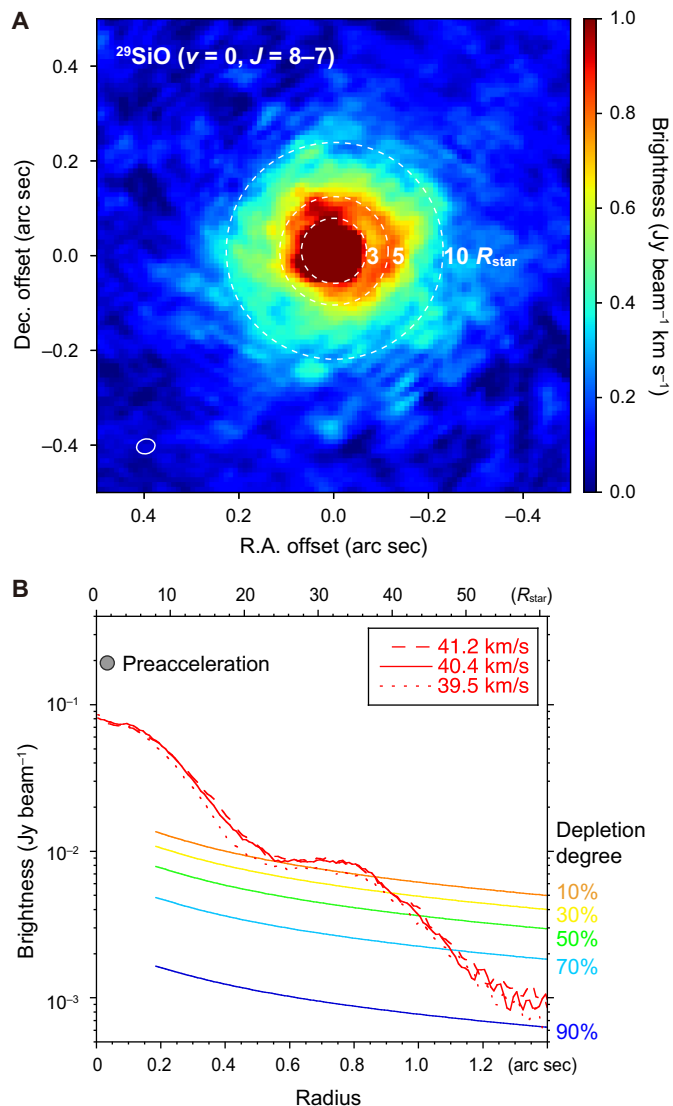 A
²⁹SiO (v = 0, J = 8–7)
0.4
0.2
0.0
−0.2
−0.4
Dec. offset (arc sec)
3 5 10 R_star
0.4 0.2 0.0 −0.2 −0.4
R.A. offset (arc sec)
1.0
0.8
0.6
0.4
0.2
0.0
Brightness (Jy beam⁻¹ km s⁻¹)
B
0 10 20 30 40 50 (R_star)
Preacceleration
41.2 km/s
40.4 km/s
39.5 km/s
10⁻¹
10⁻²
10⁻³
Brightness (Jy beam⁻¹)
Depletion
degree
10%
30%
50%
70%
90%
0 0.2 0.4 0.6 0.8 1.0 1.2 (arc sec)
Radius